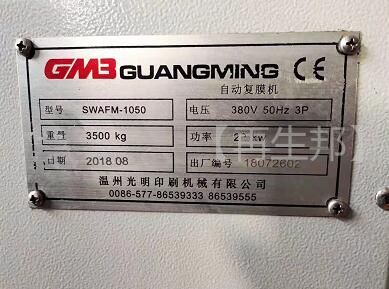 GMB GUANGMING CE
自动复膜机
型号 SWAFM-1050 电压 380V 50Hz 3P
重量 3500 kg 功率 kw
日期 2018 08 出厂编号 18072602
温州光明印刷机械有限公司
0086-577-86539333 86539555